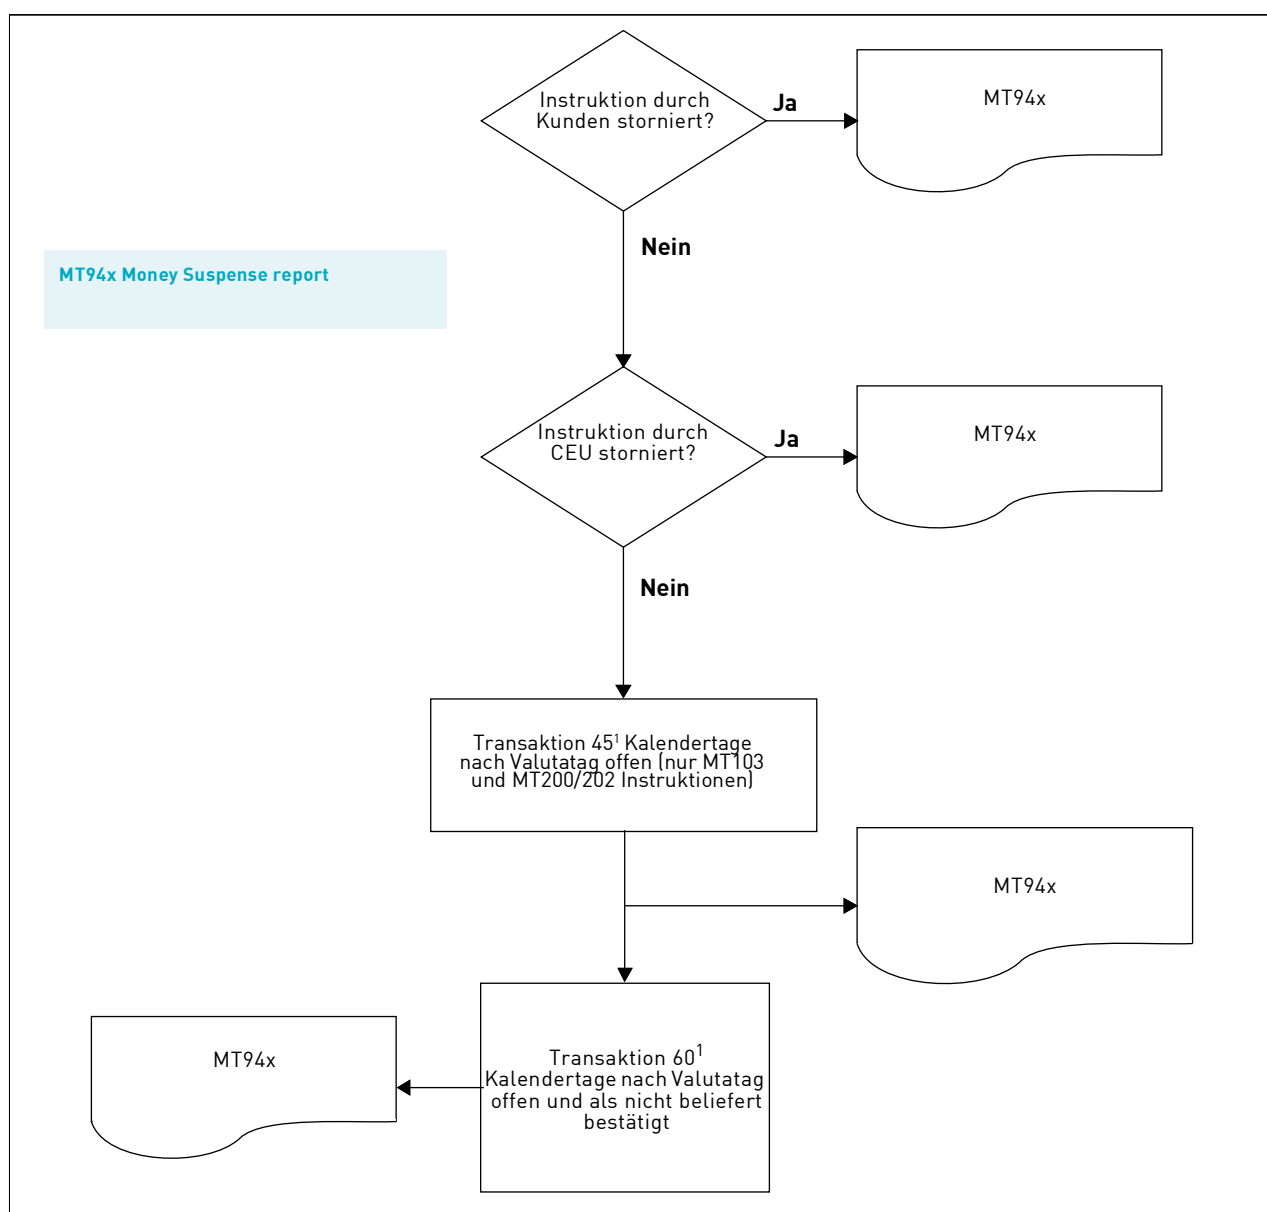 Instruktion durch
Kunden storniert?
Ja
MT94x
Nein
MT94x Money Suspense report
Instruktion durch
CEU storniert?
Ja
MT94x
Nein
Transaktion 45¹ Kalendertage
nach Valutatag offen (nur MT103
und MT200/202 Instruktionen)
MT94x
MT94x
Transaktion 60¹
Kalendertage nach Valutatag
offen und als nicht beliefert
bestätigt